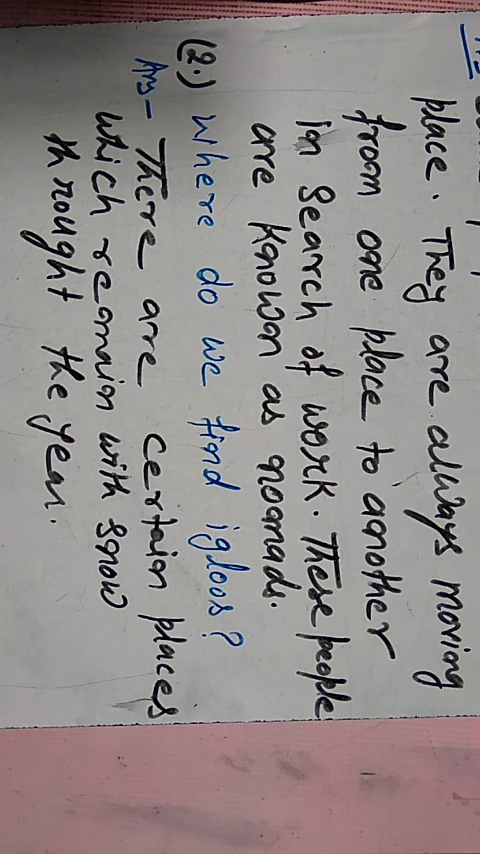 place. They are always moving
from one place to another
in search of work. These people
are known as nomads.
(2.) where do we find igloos?
Ans- There are certain places
which remain with snow
throught the year.